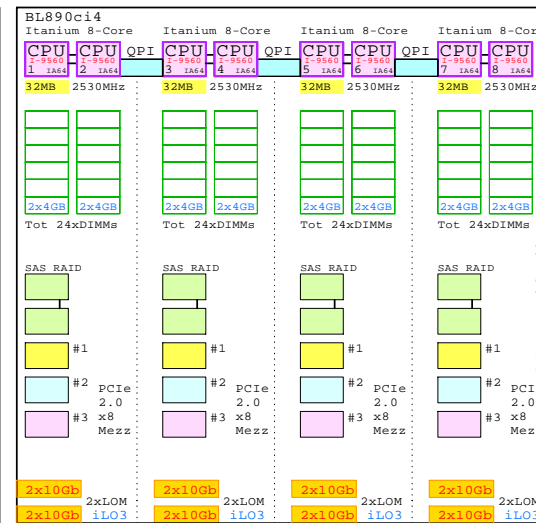 BL890ci4
Itanium 8-Core Itanium 8-Core Itanium 8-Core Itanium 8-Cor
CPU CPU QPI CPU CPU QPI CPU CPU QPI CPU CPU
I-9560 I-9560 I-9560 I-9560 I-9560 I-9560 I-9560 I-9560
1 IA64 2 IA64 3 IA64 4 IA64 5 IA64 6 IA64 7 IA64 8 IA64
32MB 2530MHz 32MB 2530MHz 32MB 2530MHz 32MB 2530MHz
2x4GB 2x4GB 2x4GB 2x4GB 2x4GB 2x4GB 2x4GB 2x4GB
Tot 24xDIMMs Tot 24xDIMMs Tot 24xDIMMs Tot 24xDIMMs
SAS RAID SAS RAID SAS RAID SAS RAID
#1 #1 #1 #1
#2 PCIe #2 PCIe #2 PCIe #2 PCI
2.0 2.0 2.0 2.0
#3 x8 #3 x8 #3 x8 #3 x8
Mezz Mezz Mezz Mez
2x10Gb 2x10Gb 2x10Gb 2x10Gb
2xLOM 2xLOM 2xLOM 2xLOM
2x10Gb iLO3 2x10Gb iLO3 2x10Gb iLO3 2x10Gb iLO3